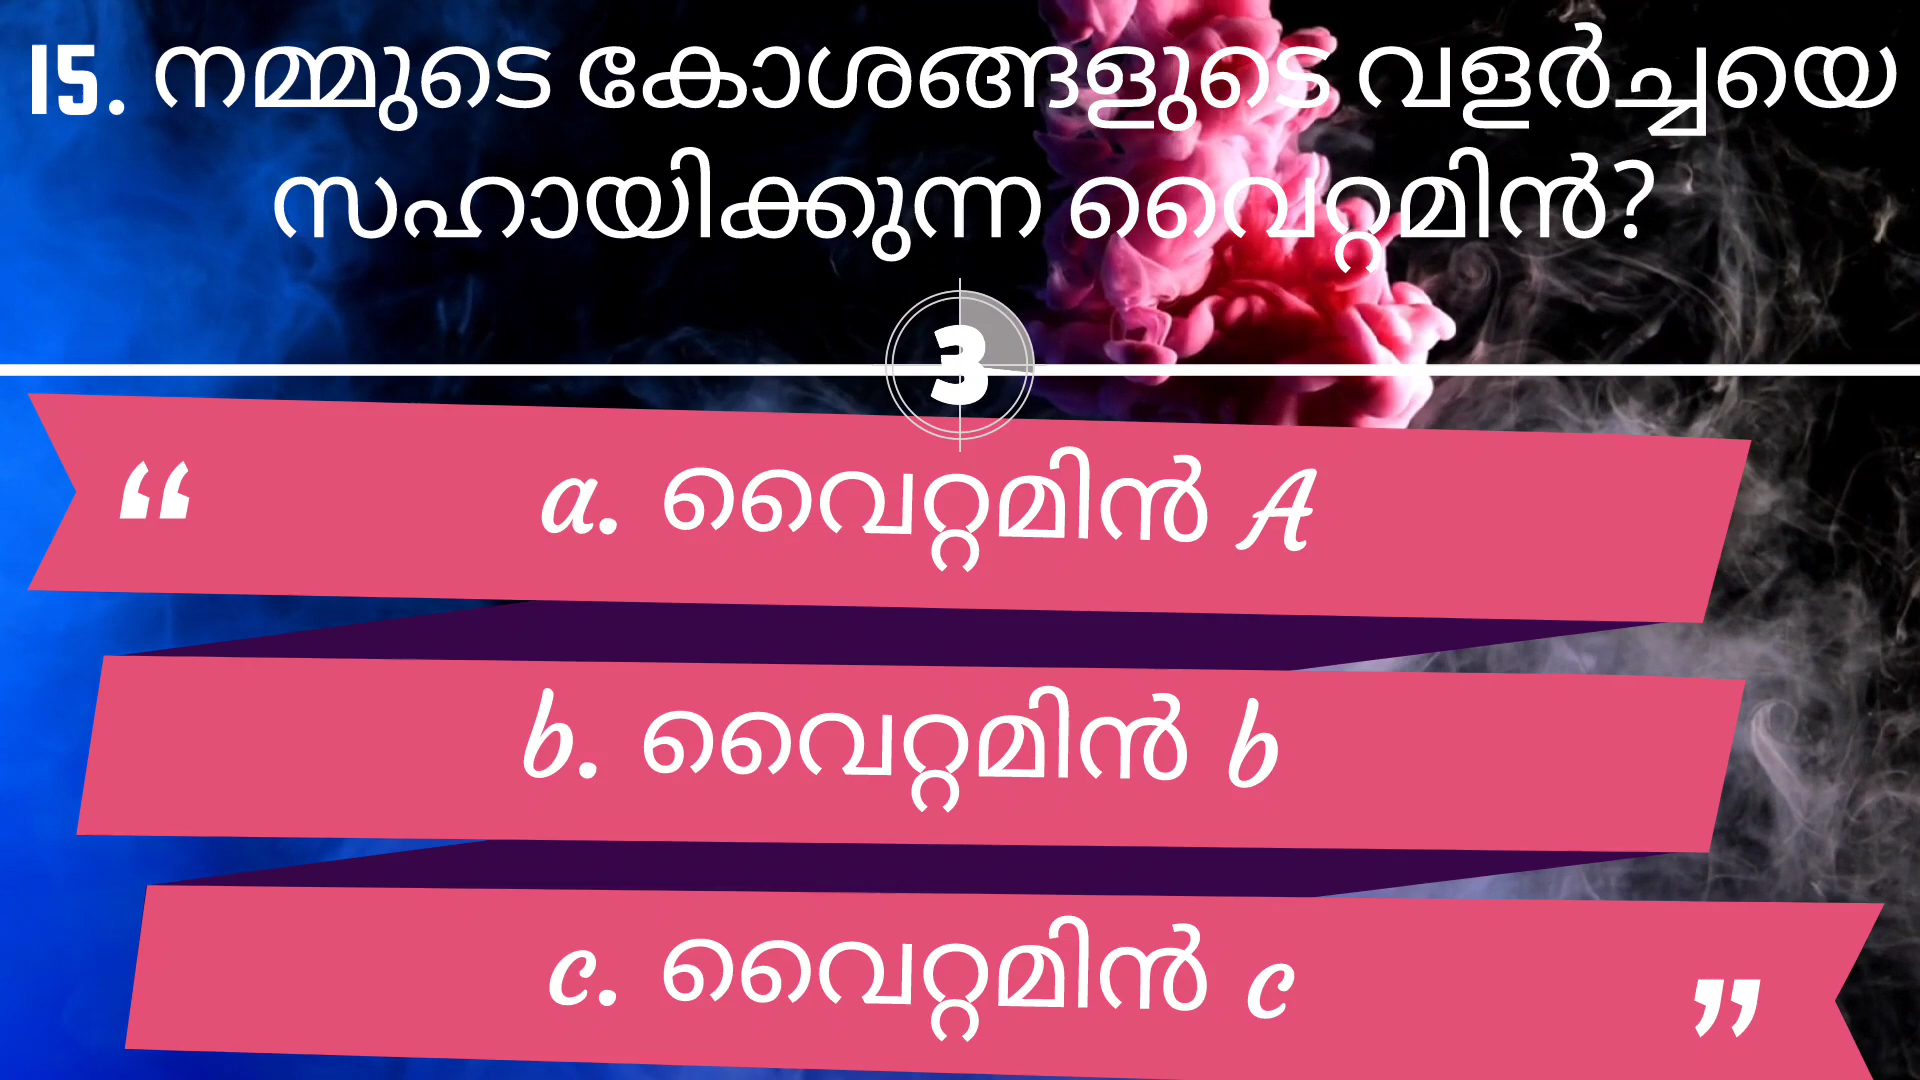 15. നമ്മുടെ കോശങ്ങളുടെ വളർച്ചയെ
സഹായിക്കുന്ന വൈറ്റമിൻ?
3
“
a. വൈറ്റമിൻ A
b. വൈറ്റമിൻ b
c. വൈറ്റമിൻ c
”